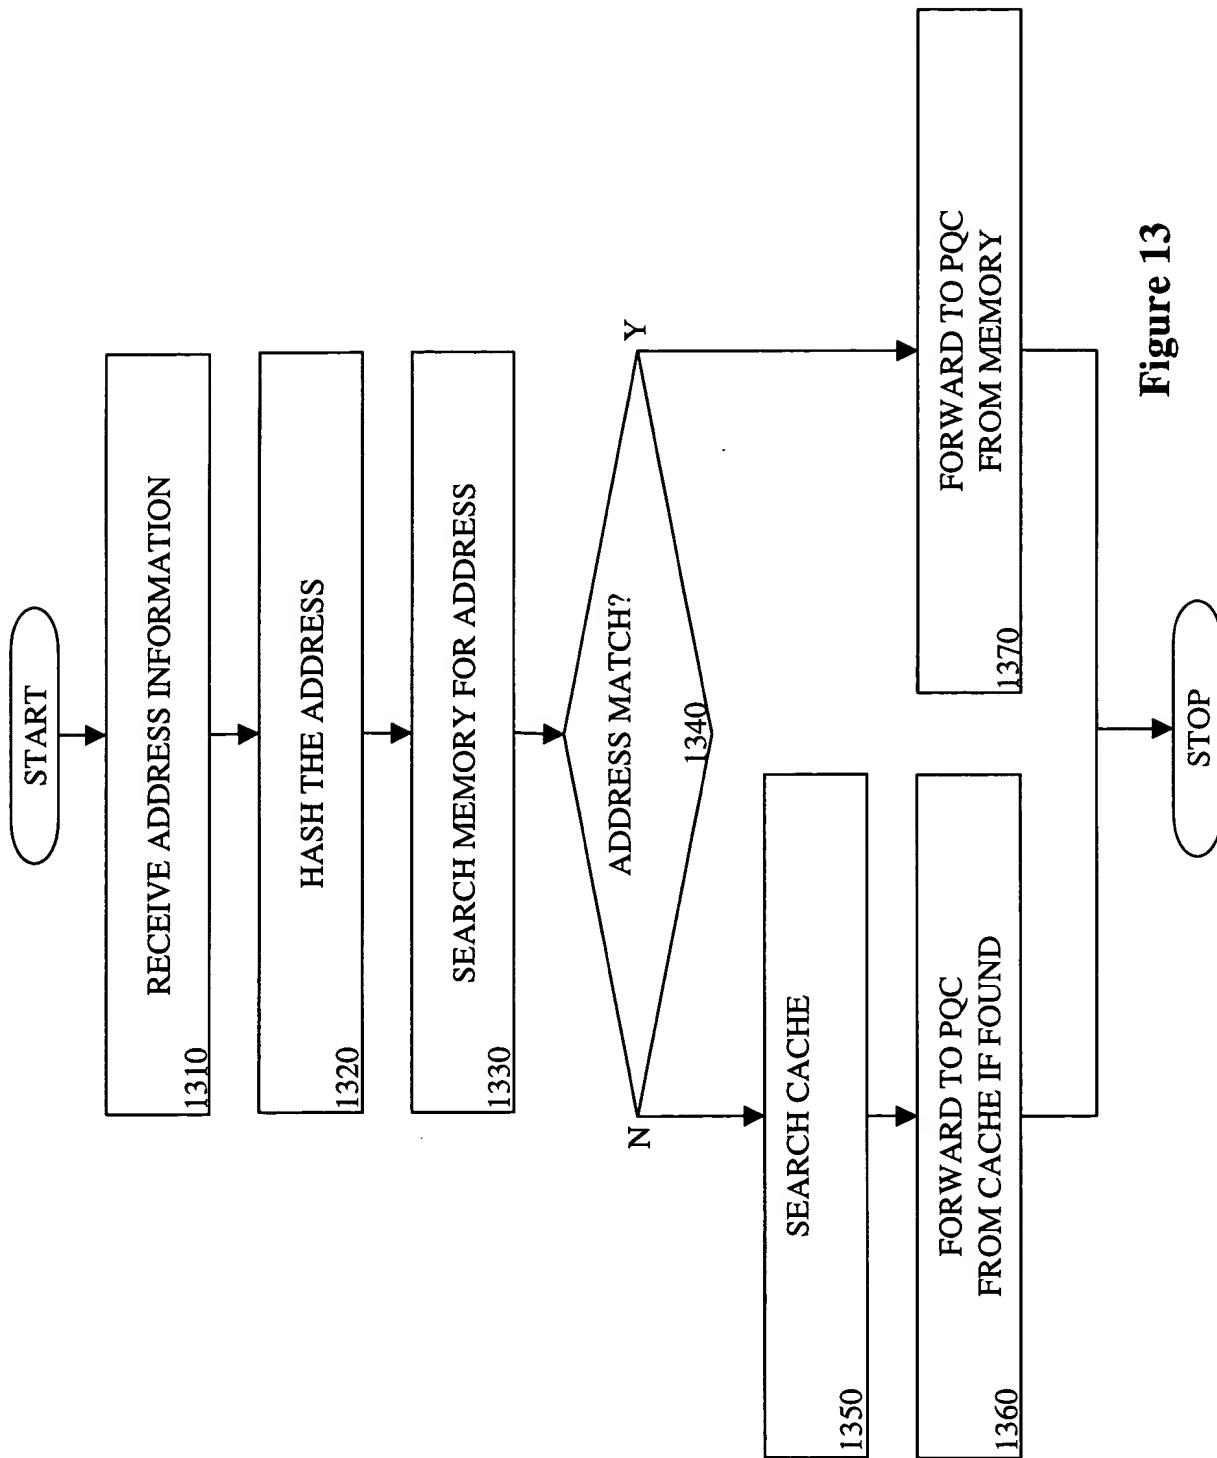 START
RECEIVE ADDRESS INFORMATION
1310
HASH THE ADDRESS
1320
SEARCH MEMORY FOR ADDRESS
1330
ADDRESS MATCH?
1340
N
Y
SEARCH CACHE
1350
FORWARD TO PQC
FROM CACHE IF FOUND
1360
FORWARD TO PQC
FROM MEMORY
1370
STOP
Figure 13